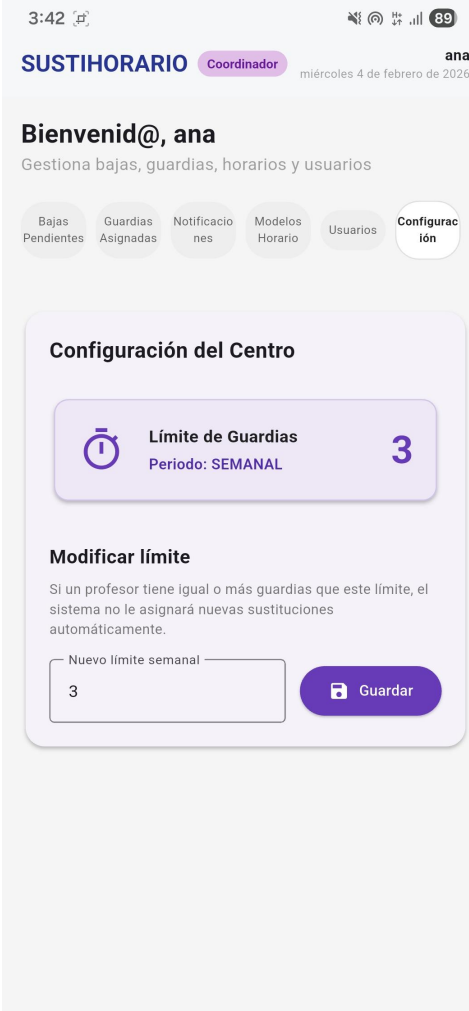 3:42
89
SUSTIHORARIO
Coordinador
ana
miércoles 4 de febrero de 2026
Bienvenid@, ana
Gestiona bajas, guardias, horarios y usuarios
Bajas
Pendientes
Guardias
Asignadas
Notificacio
nes
Modelos
Horario
Usuarios
Configurac
ión
Configuración del Centro
Límite de Guardias
Periodo: SEMANAL
3
Modificar límite
Si un profesor tiene igual o más guardias que este límite, el
sistema no le asignará nuevas sustituciones
automáticamente.
Nuevo límite semanal
3
Guardar